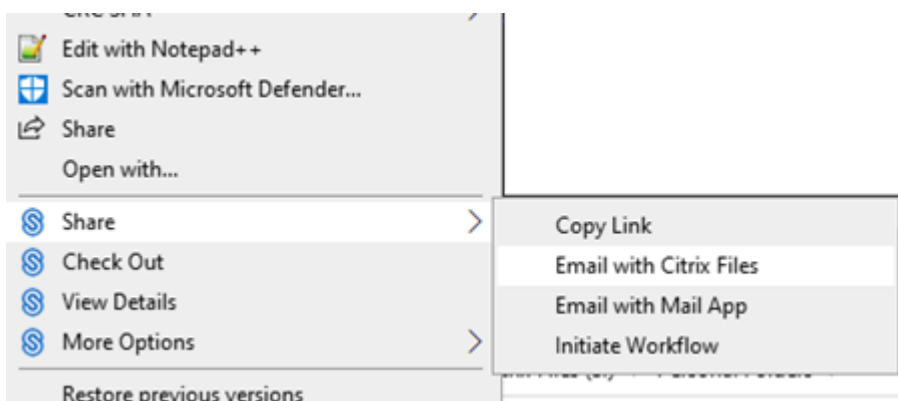 Edit with Notepad++
Scan with Microsoft Defender...
Share
Open with...
Share
Copy Link
Check Out
Email with Citrix Files
View Details
Email with Mail App
More Options
Initiate Workflow
Restore previous versions